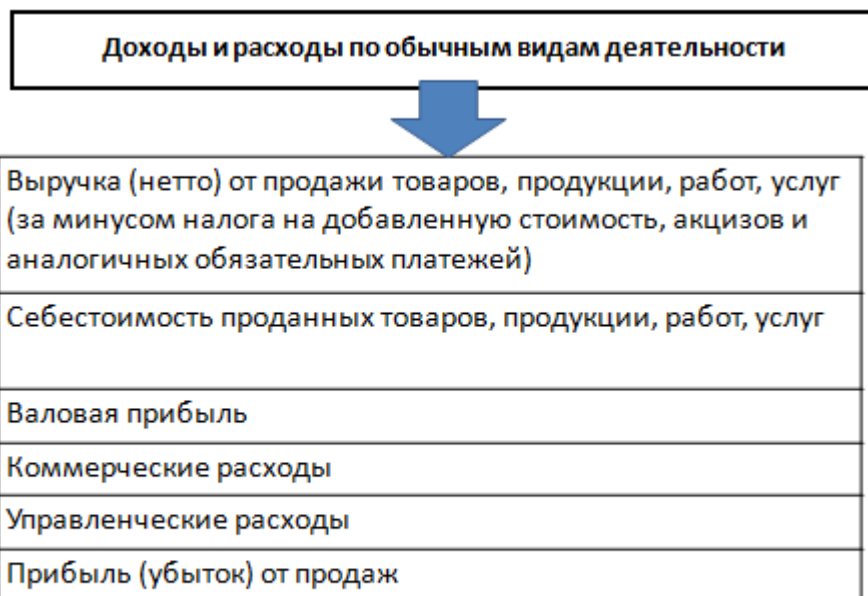 Доходы и расходы по обычным видам деятельности
Выручка (нетто) от продажи товаров, продукции, работ, услуг
(за минусом налога на добавленную стоимость, акцизов и
аналогичных обязательных платежей)
Себестоимость проданных товаров, продукции, работ, услуг
Валовая прибыль
Коммерческие расходы
Управленческие расходы
Прибыль (убыток) от продаж